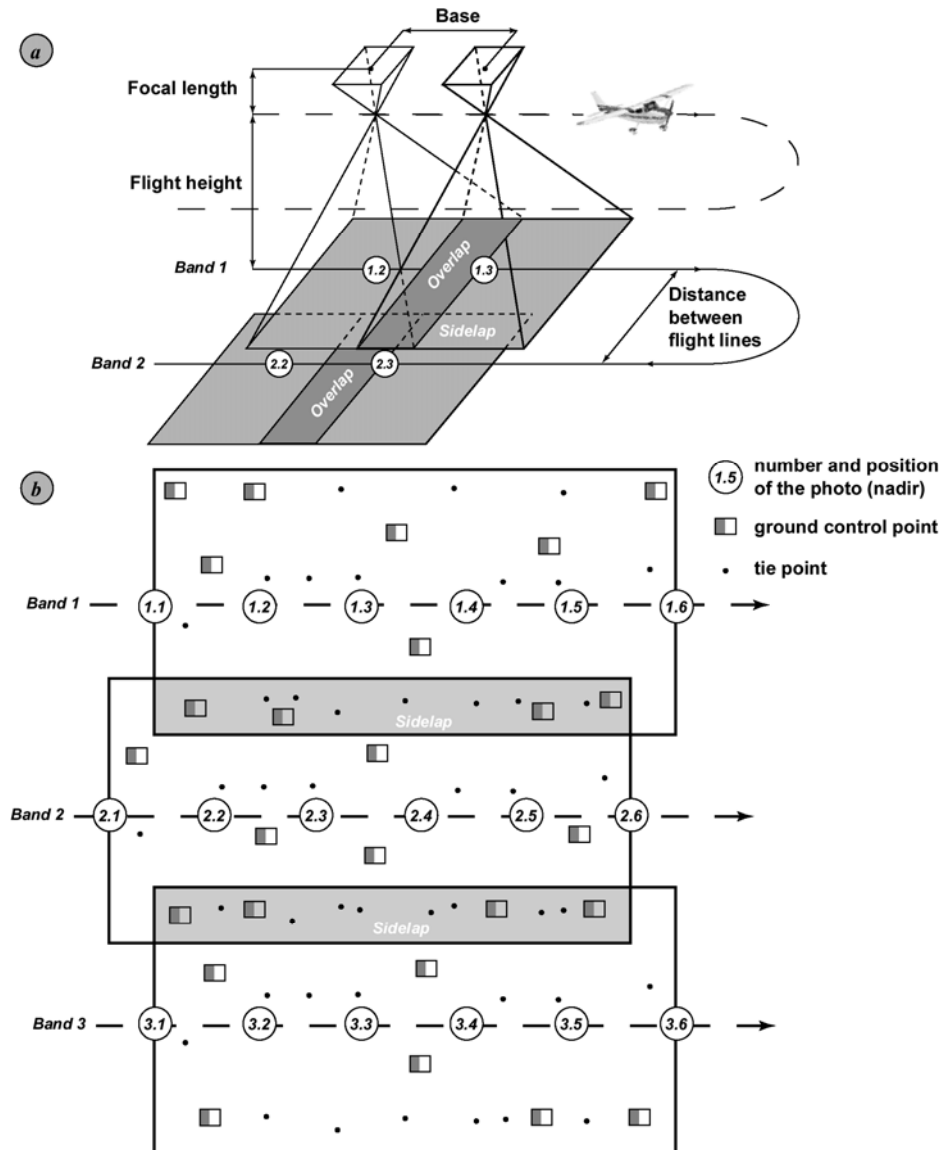 a
Base
Focal length
Flight height
Band 1
1.2
Overlap
1.3
Distance
between
flight lines
Sidelap
Band 2
2.2
Overlap
2.3
b
1.5
number and position
of the photo (nadir)
ground control point
tie point
Band 1
1.1
1.2
1.3
1.4
1.5
1.6
Sidelap
Band 2
2.1
2.2
2.3
2.4
2.5
2.6
Sidelap
Band 3
3.1
3.2
3.3
3.4
3.5
3.6